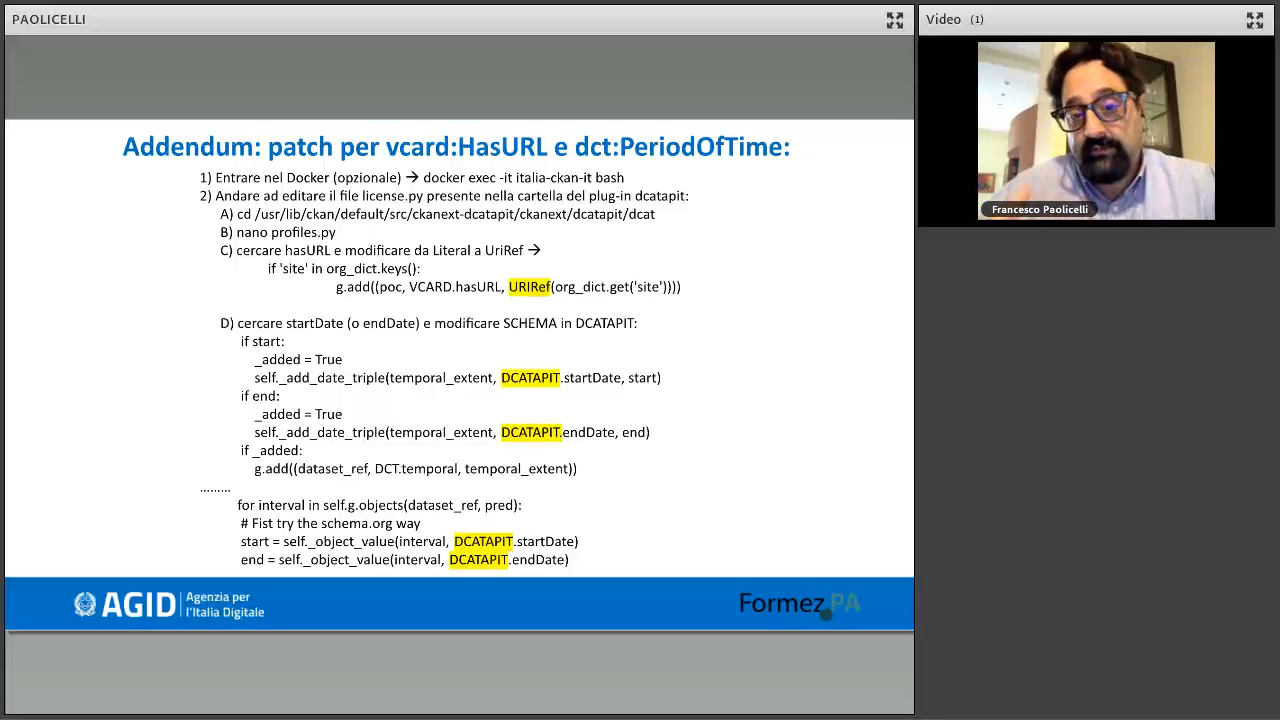 PAOLICELLI
Video (1)
Francesco Paolicelli
Addendum: patch per vcard:HasURL e dct:PeriodOfTime:
1) Entrare nel Docker (opzionale) → docker exec -it italia-ckan-it bash
2) Andare ad editare il file license.py presente nella cartella del plug-in dcatapit:
A) cd /usr/lib/ckan/default/src/ckanext-dcatapit/ckanext/dcatapit/dcat
B) nano profiles.py
C) cercare hasURL e modificare da Literal a UriRef →
if 'site' in org_dict.keys():
g.add((poc, VCARD.hasURL, URIRef(org_dict.get('site'))))
D) cercare startDate (o endDate) e modificare SCHEMA in DCATAPIT:
if start:
_added = True
self._add_date_triple(temporal_extent, DCATAPIT.startDate, start)
if end:
_added = True
self._add_date_triple(temporal_extent, DCATAPIT.endDate, end)
if _added:
g.add((dataset_ref, DCT.temporal, temporal_extent))
.........
for interval in self.g.objects(dataset_ref, pred):
# Fist try the schema.org way
start = self._object_value(interval, DCATAPIT.startDate)
end = self._object_value(interval, DCATAPIT.endDate)
AGID
Agenzia per
l'Italia Digitale
Formez PA